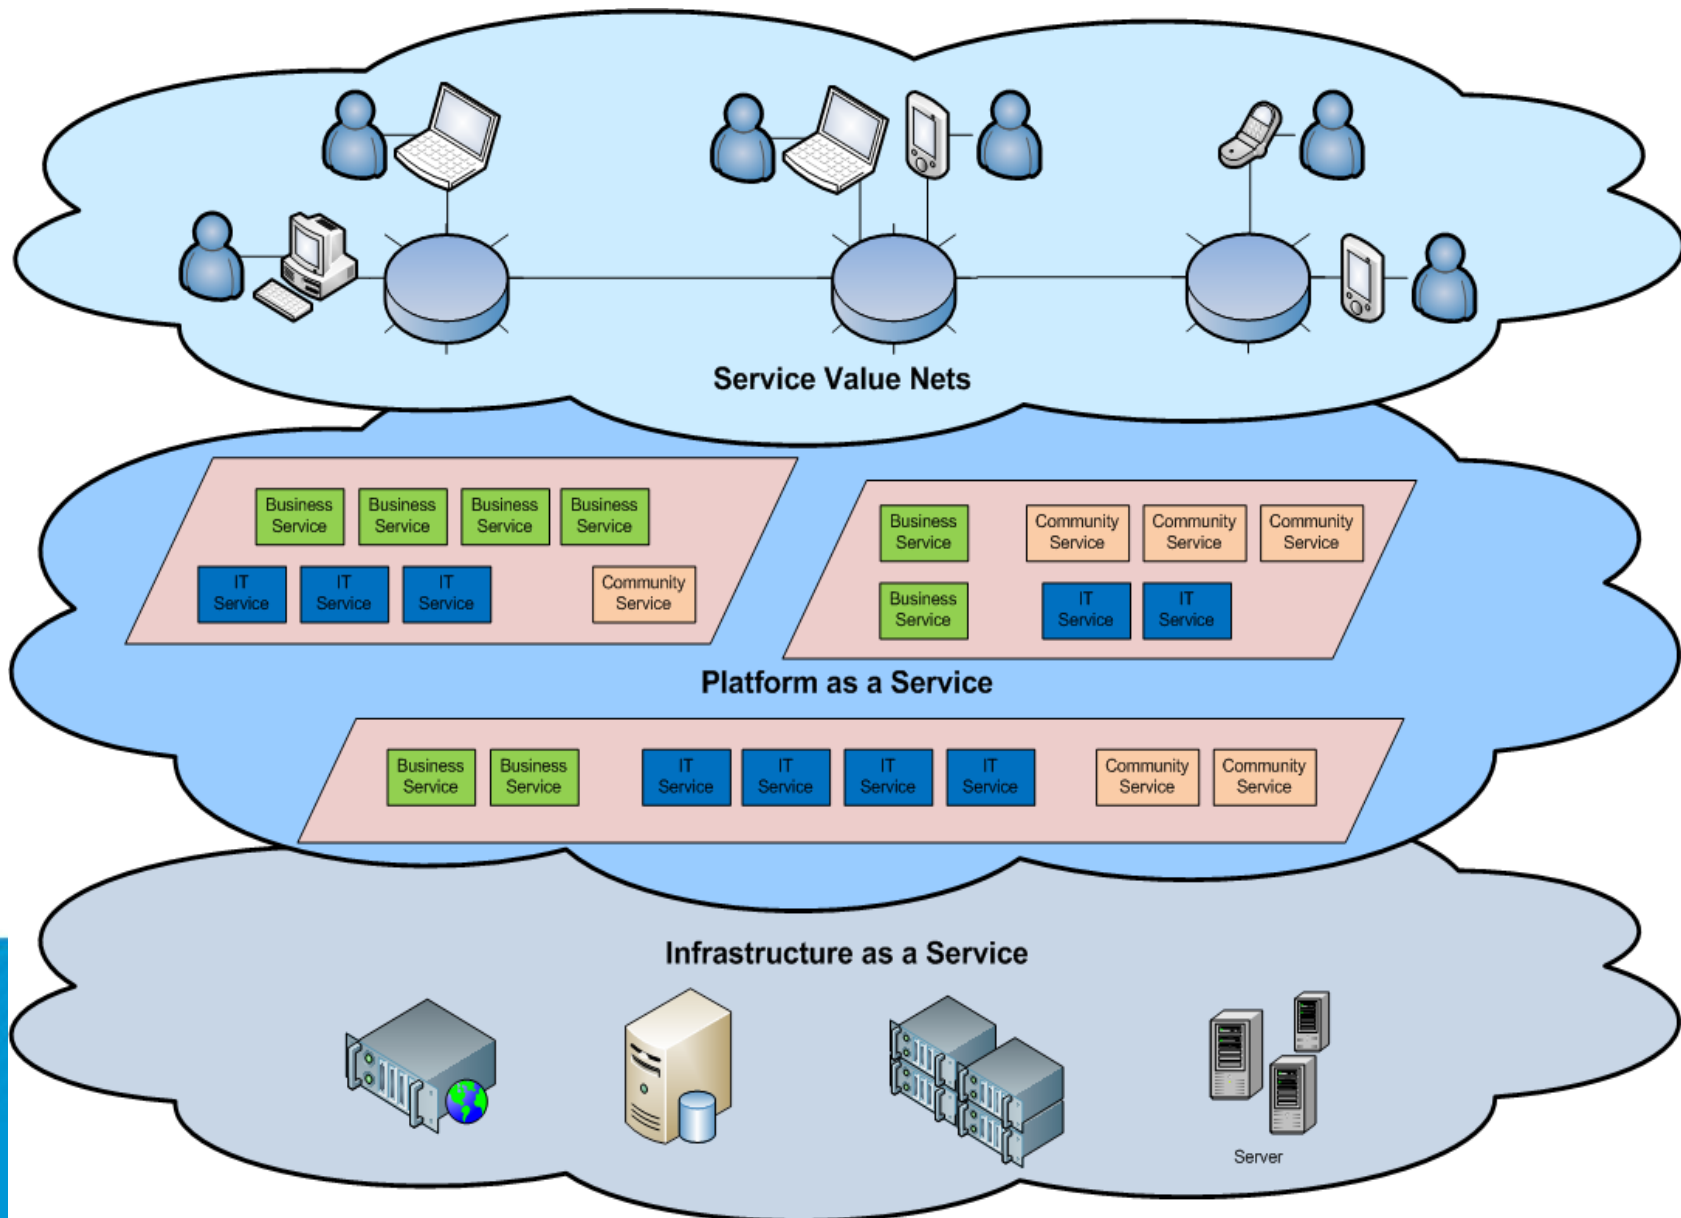 Service Value Nets
Business Business Business Business
Service Service Service Service
IT IT IT Community
Service Service Service Service
Business Community Community Community
Service Service Service Service
Business IT IT
Service Service Service
Platform as a Service
Business Business IT IT IT IT Community Community
Service Service Service Service Service Service Service Service
Infrastructure as a Service
Server